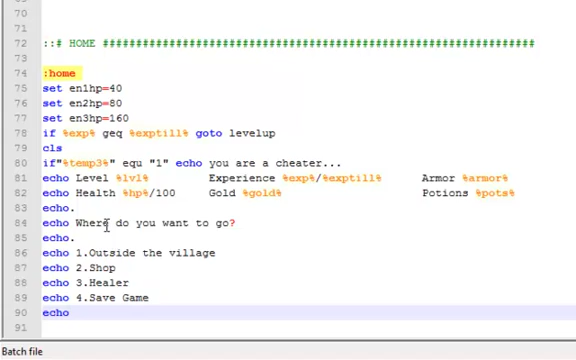 70
71
72 ::# HOME ##################################################################
73
74 :home
75 set en1hp=40
76 set en2hp=80
77 set en3hp=160
78 if %exp% geq %exptill% goto levelup
79 cls
80 if"%temp3%" equ "1" echo you are a cheater...
81 echo Level %lvl% Experience %exp%/%exptill% Armor %armor%
82 echo Health %hp%/100 Gold %gold% Potions %pots%
83 echo.
84 echo Where do you want to go?
85 echo.
86 echo 1.Outside the village
87 echo 2.Shop
88 echo 3.Healer
89 echo 4.Save Game
90 echo
91
Batch file